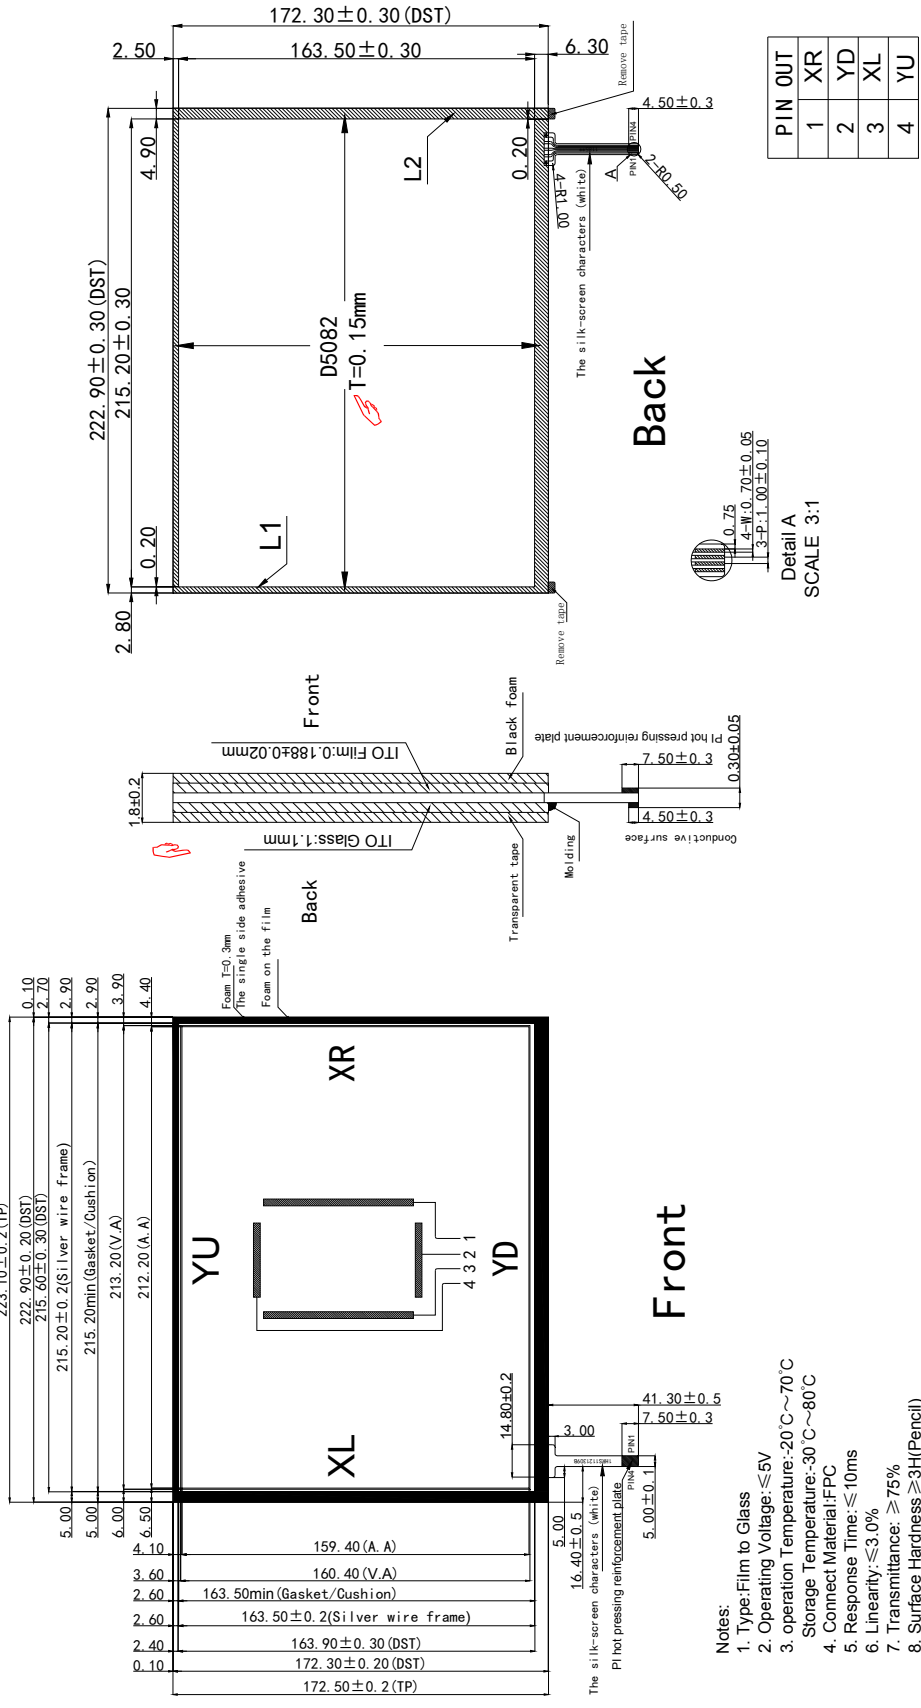 172.30±0.30(DST)
2.50
163.50±0.30
6.30
Remove tape
222.90±0.30(DST)
215.20±0.30
4.90
0.20
2.80
L1
L2
D5082
T=0.15mm
0.20
4-R1.00
4.50±0.3
PIN4
PIN1
A
2-R0.50
The silk-screen characters (white)
Remove tape
Back
PIN OUT
1 XR
2 YD
3 XL
4 YU
0.75
4-W:0.70±0.05
3-P:1.00±0.10
Detail A
SCALE 3:1
Front
ITO Film:0.188±0.02mm
Black foam
1.8±0.2
ITO Glass:1.1mm
Back
Transparent tape
Molding
PI hot pressing reinforcement plate
7.50±0.3
0.30±0.05
4.50±0.3
Conductive surface
Foam T=0.3mm
The single side adhesive
Foam on the film
223.10±0.2(TP)
222.90±0.20(DST)
0.10
215.60±0.30(DST)
2.70
215.20±0.2(Silver wire frame)
2.90
5.00
215.20min(Gasket/Cushion)
2.90
5.00
213.20(V.A)
3.90
6.00
212.20(A.A)
4.40
6.50
YU
XR
YD
XL
1
2
3
4
4.10
159.40(A.A)
3.60
160.40(V.A)
2.60
163.50min(Gasket/Cushion)
2.60
163.50±0.2(Silver wire frame)
2.40
163.90±0.30(DST)
0.10
172.30±0.20(DST)
172.50±0.2(TP)
14.80±0.2
3.00
41.30±0.5
7.50±0.3
PIN1
PIN4
5.00±0.1
5.00
16.40±0.5
The silk-screen characters (white)
PI hot pressing reinforcement plate
Front
Notes:
1. Type:Film to Glass
2. Operating Voltage:≤5V
3. operation Temperature:-20°C~70°C
Storage Temperature:-30°C~80°C
4. Connect Material:FPC
5. Response Time:≤10ms
6. Linearity:≤3.0%
7. Transmittance: ≥75%
8. Surface Hardness ≥3H(Pencil)